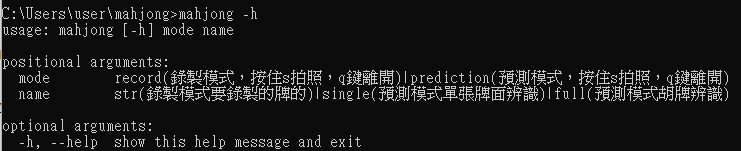 C:\Users\user\mahjong>mahjong -h
usage: mahjong [-h] mode name
positional arguments:
mode record(錄製模式，按住s拍照，q鍵離開)|prediction(預測模式，按住s拍照，q鍵離開)
name str(錄製模式要錄製的牌的)|single(預測模式單張牌面辨識)|full(預測模式胡牌辨識)
optional arguments:
-h, --help show this help message and exit